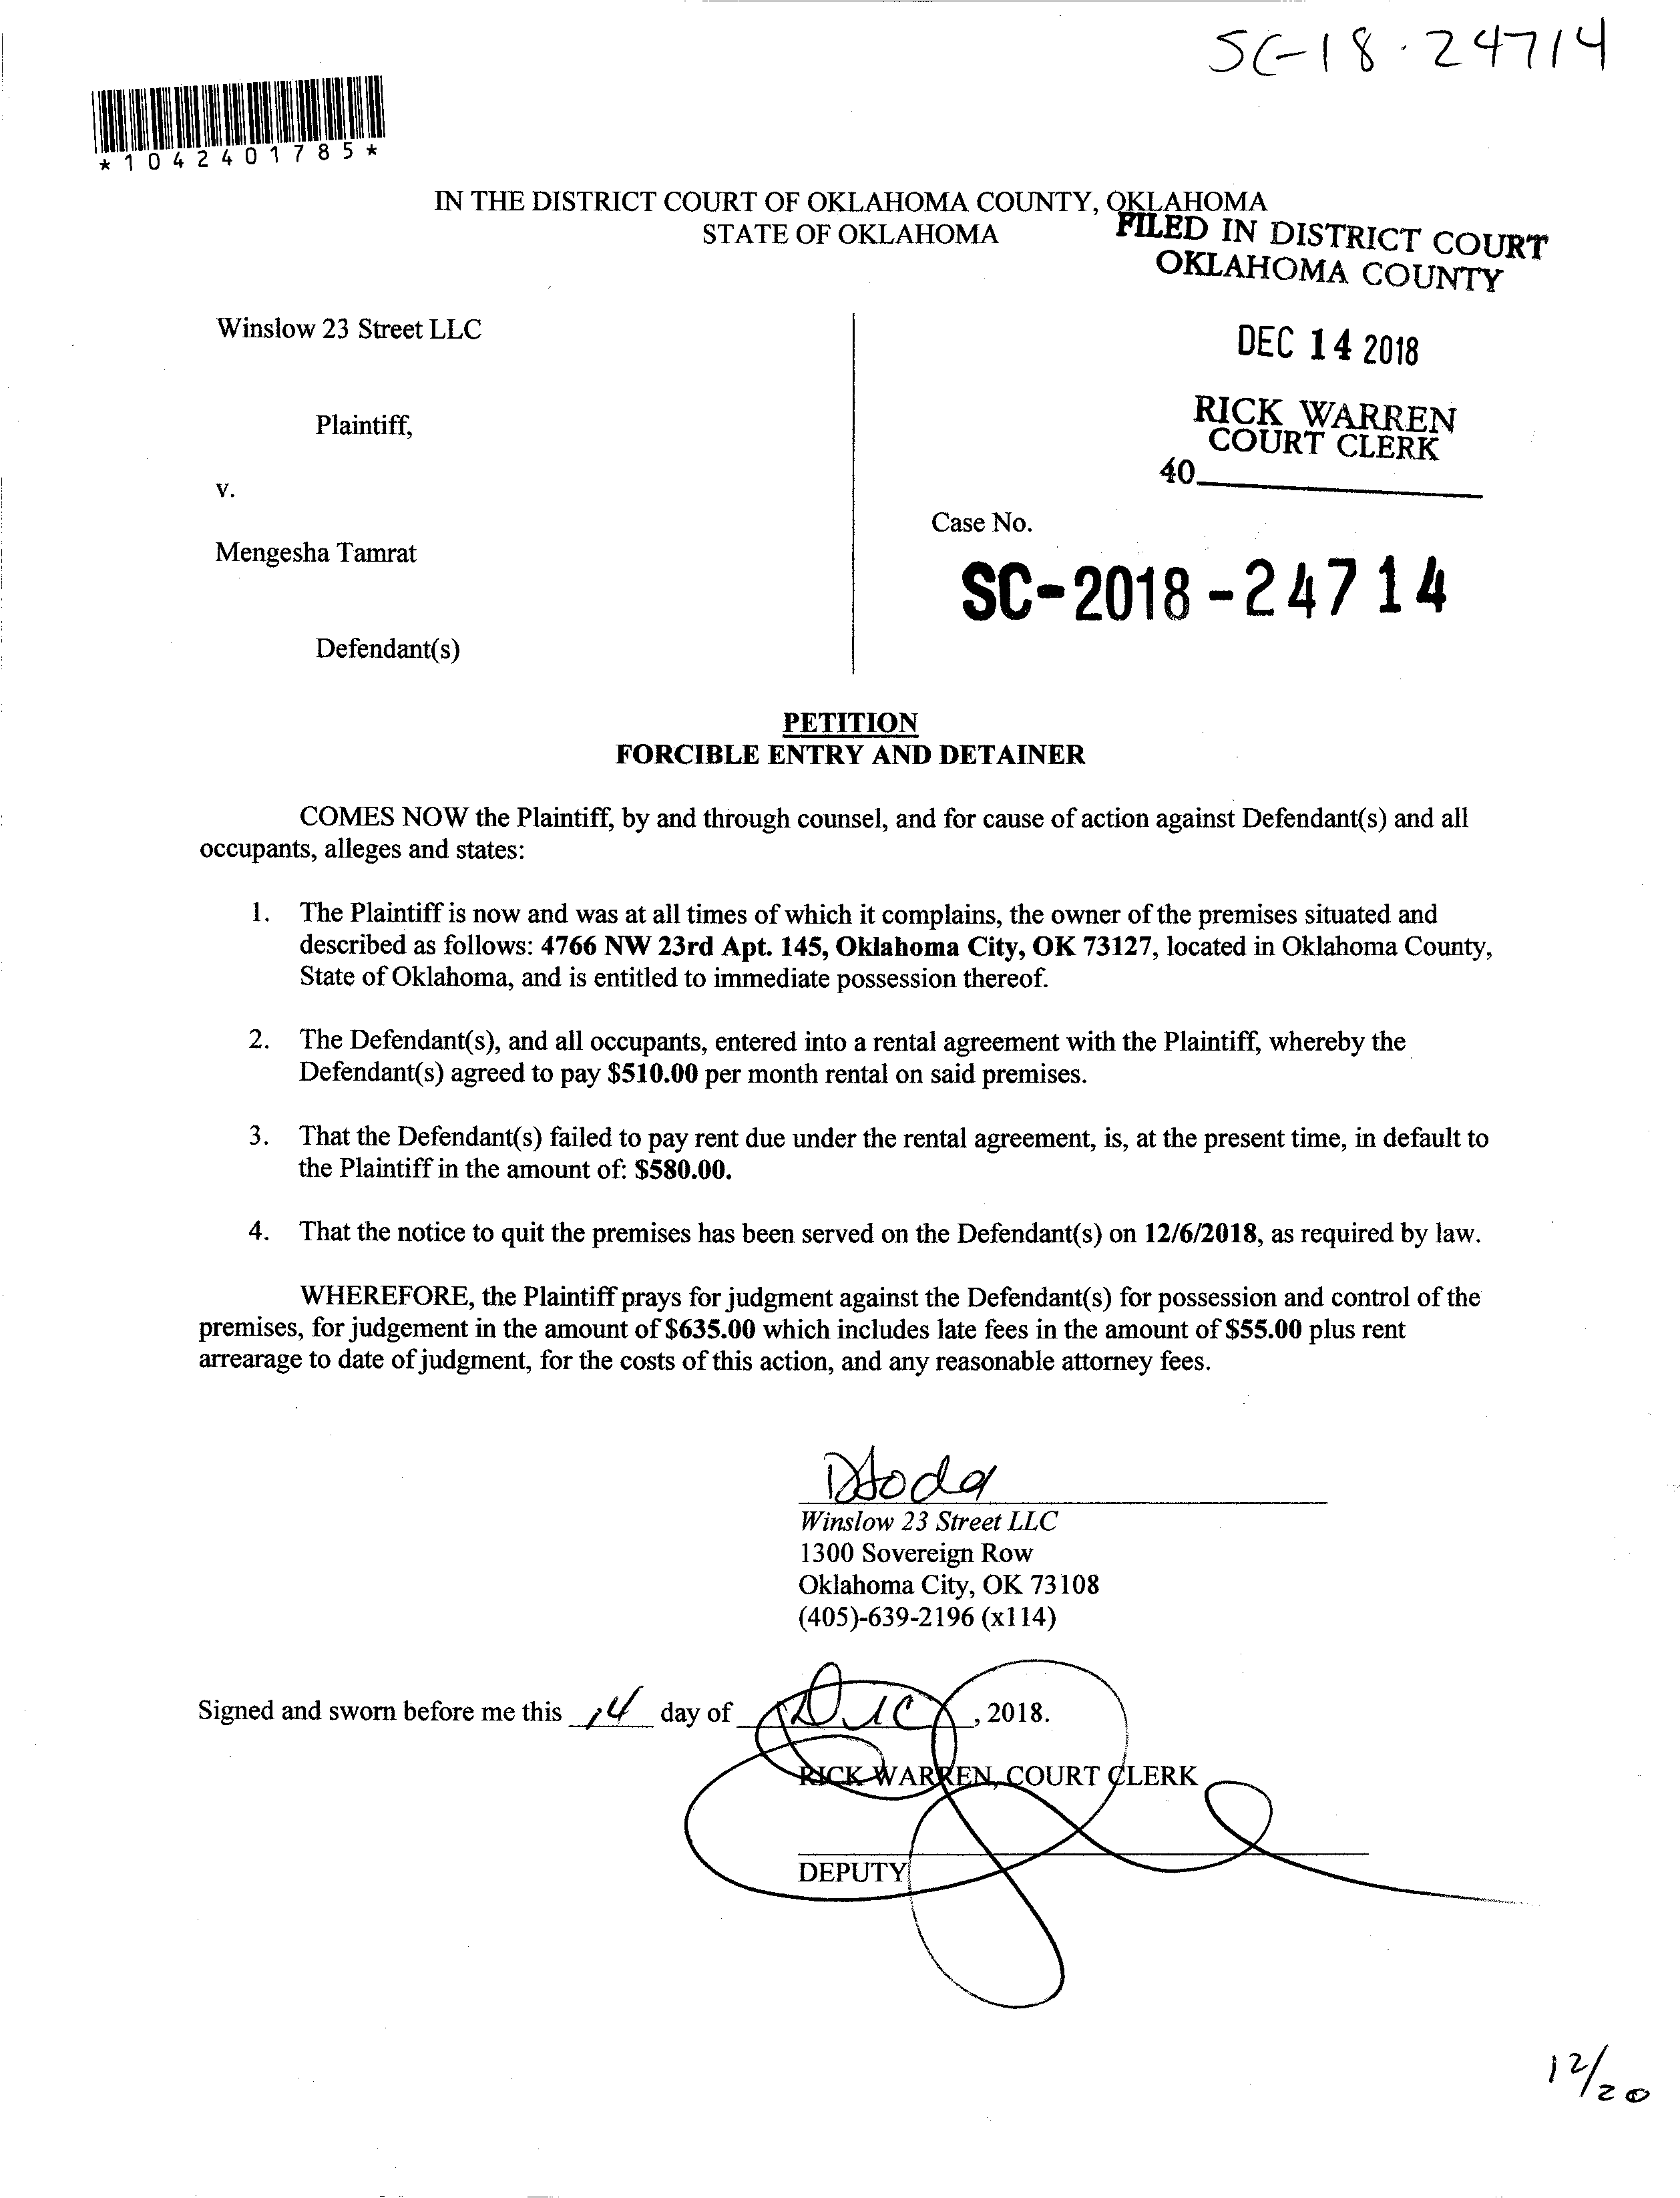 SC-18-24714
*1042401785*
IN THE DISTRICT COURT OF OKLAHOMA COUNTY, OKLAHOMA
STATE OF OKLAHOMA
FILED IN DISTRICT COURT
OKLAHOMA COUNTY
Winslow 23 Street LLC
DEC 14 2018
Plaintiff,
RICK WARREN
COURT CLERK
40
v.
Case No.
Mengesha Tamrat
SC-2018-24714
Defendant(s)
PETITION
FORCIBLE ENTRY AND DETAINER
COMES NOW the Plaintiff, by and through counsel, and for cause of action against Defendant(s) and all
occupants, alleges and states:
1. The Plaintiff is now and was at all times of which it complains, the owner of the premises situated and
described as follows: 4766 NW 23rd Apt. 145, Oklahoma City, OK 73127, located in Oklahoma County,
State of Oklahoma, and is entitled to immediate possession thereof.
2. The Defendant(s), and all occupants, entered into a rental agreement with the Plaintiff, whereby the
Defendant(s) agreed to pay $510.00 per month rental on said premises.
3. That the Defendant(s) failed to pay rent due under the rental agreement, is, at the present time, in default to
the Plaintiff in the amount of: $580.00.
4. That the notice to quit the premises has been served on the Defendant(s) on 12/6/2018, as required by law.
WHEREFORE, the Plaintiff prays for judgment against the Defendant(s) for possession and control of the
premises, for judgement in the amount of $635.00 which includes late fees in the amount of $55.00 plus rent
arrearage to date of judgment, for the costs of this action, and any reasonable attorney fees.
Winslow 23 Street LLC
1300 Sovereign Row
Oklahoma City, OK 73108
(405)-639-2196 (x114)
Signed and sworn before me this 14 day of Dec, 2018.
RICK WARREN, COURT CLERK
DEPUTY
12/20